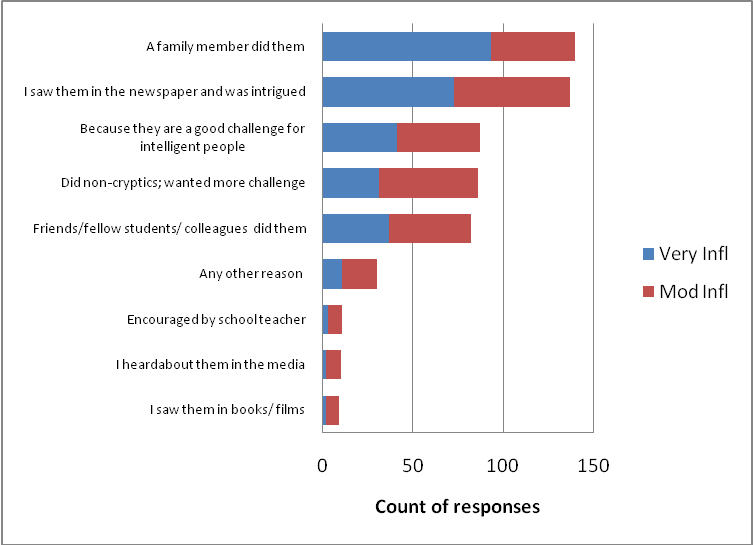 A family member did them
I saw them in the newspaper and was intrigued
Because they are a good challenge for
intelligent people
Did non-cryptics; wanted more challenge
Friends/fellow students/ colleagues did them
Any other reason
Encouraged by school teacher
I heardabout them in the media
I saw them in books/ films
0 50 100 150
Count of responses
Very Infl
Mod Infl